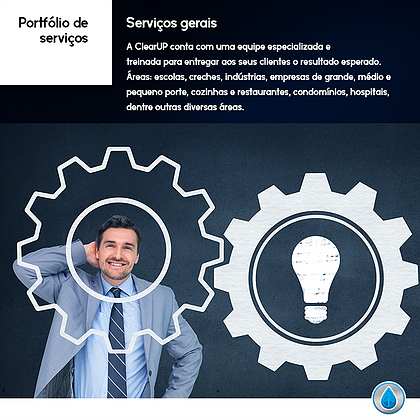 Portfólio de
serviços
Serviços gerais
A ClearUP conta com uma equipe especializada e
treinada para entregar aos seus clientes o resultado esperado.
Áreas: escolas, creches, indústrias, empresas de grande, médio e
pequeno porte, cozinhas e restaurantes, condomínios, hospitais,
dentre outras diversas áreas.